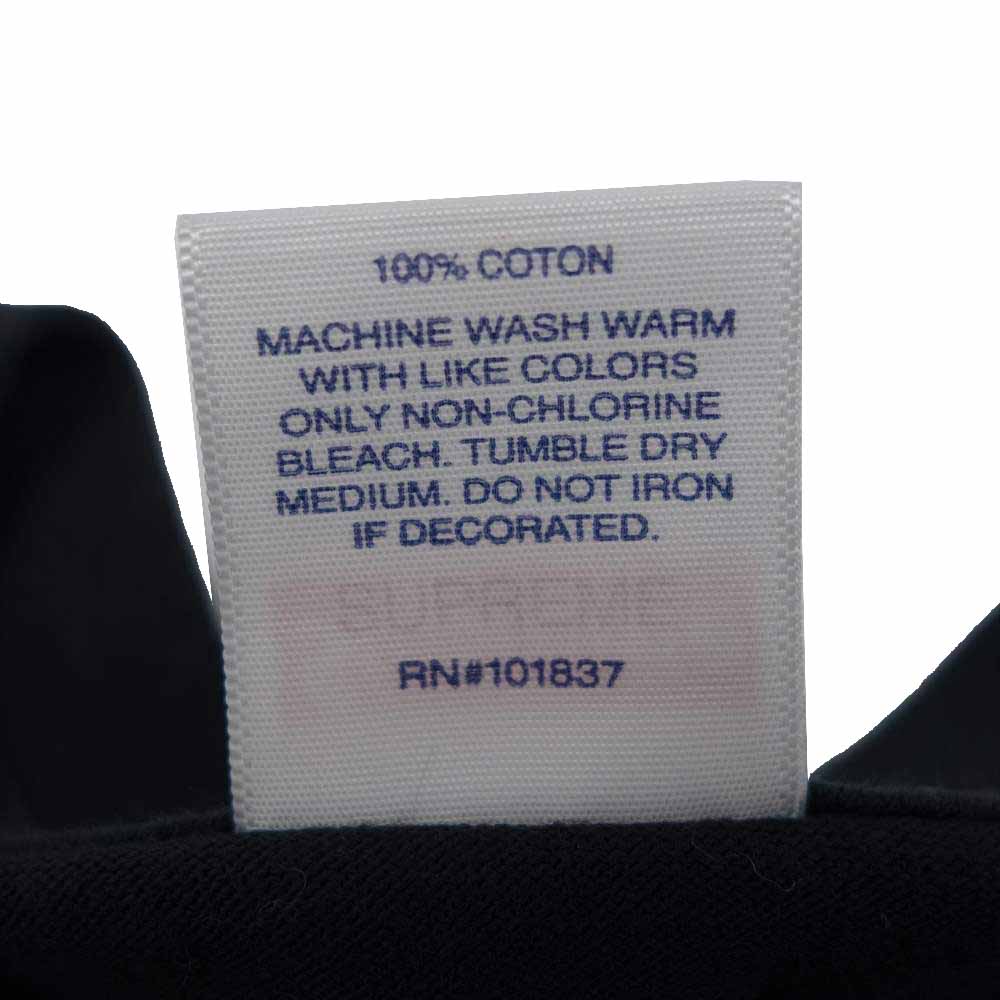 100% COTON
MACHINE WASH WARM
WITH LIKE COLORS
ONLY NON-CHLORINE
BLEACH. TUMBLE DRY
MEDIUM. DO NOT IRON
IF DECORATED.
SUPREME
RN#101837